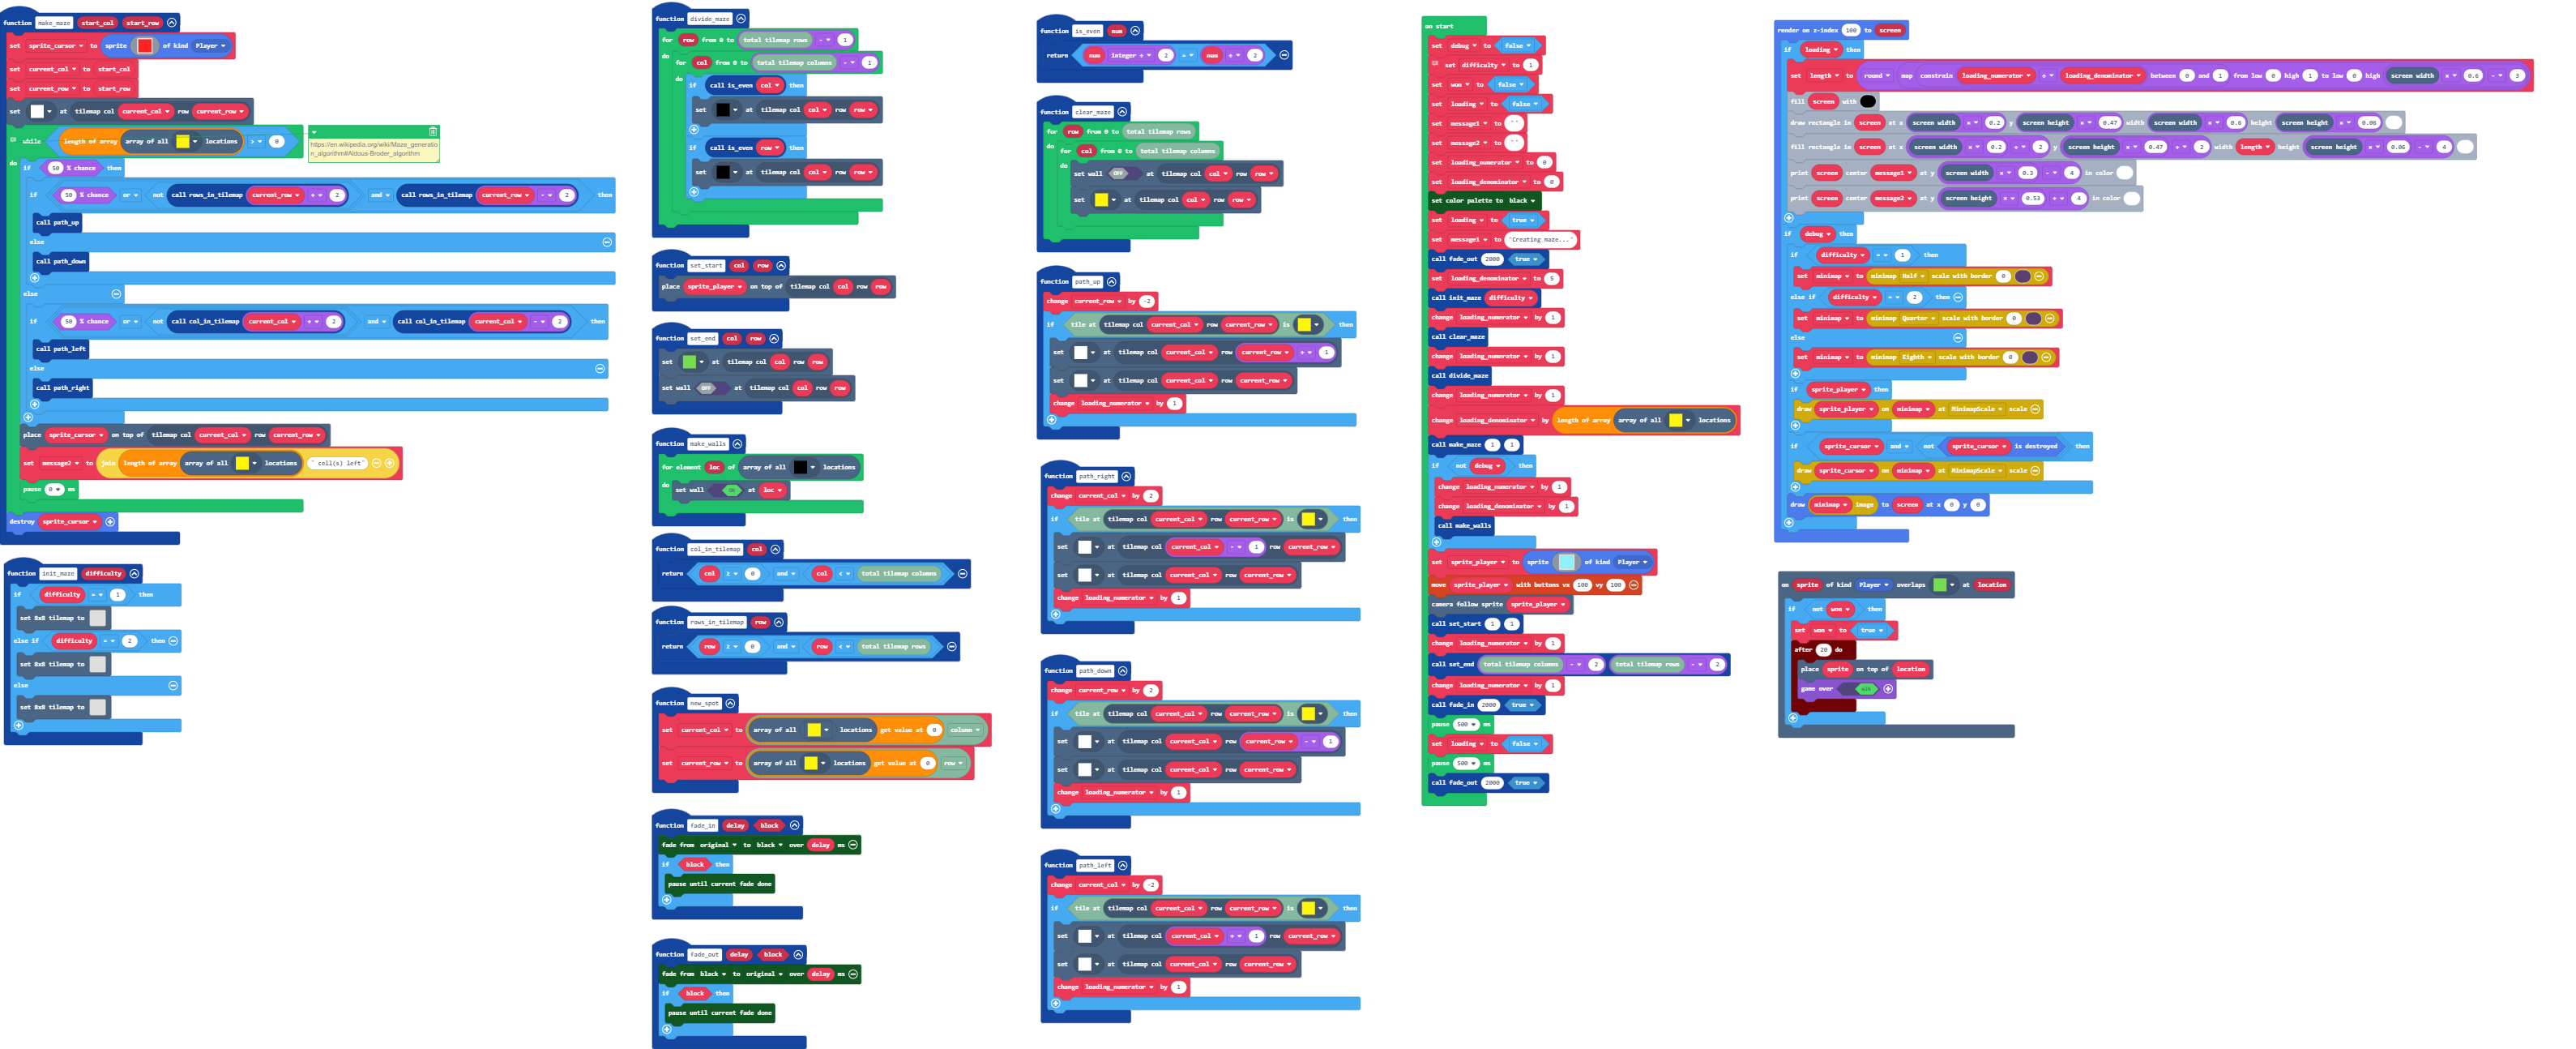 function make_maze start_col start_row
set sprite_cursor to sprite of kind Player
set current_col to start_col
set current_row to start_row
set at tilemap col current_col row current_row
while length of array array of all locations > 0
https://en.wikipedia.org/wiki/Maze_generatio
n_algorithm#Aldous-Broder_algorithm
do if 50 % chance then
if 50 % chance or not call rows_in_tilemap current_row + 2 and call rows_in_tilemap current_row - 2 then
call path_up
else
call path_down
else
if 50 % chance or not call col_in_tilemap current_col + 2 and call col_in_tilemap current_col - 2 then
call path_left
else
call path_right
place sprite_cursor on top of tilemap col current_col row current_row
set message2 to join length of array array of all locations " cell(s) left"
pause 0 ms
destroy sprite_cursor
function init_maze difficulty
if difficulty = 1 then
set 8x8 tilemap to
else if difficulty = 2 then
set 8x8 tilemap to
else
set 8x8 tilemap to
function divide_maze
for row from 0 to total tilemap rows - 1
do for col from 0 to total tilemap columns - 1
do if call is_even col then
set at tilemap col col row row
if call is_even row then
set at tilemap col col row row
function set_start col row
place sprite_player on top of tilemap col col row row
function set_end col row
set at tilemap col col row row
set wall OFF at tilemap col col row row
function make_walls
for element loc of array of all locations
do set wall ON at loc
function col_in_tilemap col
return col ≥ 0 and col < total tilemap columns
function rows_in_tilemap row
return row ≥ 0 and row < total tilemap rows
function new_spot
set current_col to array of all locations get value at 0 column
set current_row to array of all locations get value at 0 row
function fade_in delay block
fade from original to black over delay ms
if block then
pause until current fade done
function fade_out delay block
fade from black to original over delay ms
if block then
pause until current fade done
function is_even num
return num integer ÷ 2 = num ÷ 2
function clear_maze
for row from 0 to total tilemap rows
do for col from 0 to total tilemap columns
do set wall OFF at tilemap col col row row
set at tilemap col col row row
function path_up
change current_row by -2
if tile at tilemap col current_col row current_row is then
set at tilemap col current_col row current_row + 1
set at tilemap col current_col row current_row
change loading_numerator by 1
function path_right
change current_col by 2
if tile at tilemap col current_col row current_row is then
set at tilemap col current_col - 1 row current_row
set at tilemap col current_col row current_row
change loading_numerator by 1
function path_down
change current_row by 2
if tile at tilemap col current_col row current_row is then
set at tilemap col current_col row current_row - 1
set at tilemap col current_col row current_row
change loading_numerator by 1
function path_left
change current_col by -2
if tile at tilemap col current_col row current_row is then
set at tilemap col current_col + 1 row current_row
set at tilemap col current_col row current_row
change loading_numerator by 1
on start
set debug to false
set difficulty to 1
set won to false
set loading to false
set message1 to " "
set message2 to " "
set loading_numerator to 0
set loading_denominator to 0
set color palette to black
set loading to true
set message1 to "Creating maze..."
call fade_out 2000 true
set loading_denominator to 5
call init_maze difficulty
change loading_numerator by 1
call clear_maze
change loading_numerator by 1
call divide_maze
change loading_numerator by 1
change loading_denominator by length of array array of all locations
call make_maze 1 1
if not debug then
change loading_numerator by 1
change loading_denominator by 1
call make_walls
set sprite_player to sprite of kind Player
move sprite_player with buttons vx 100 vy 100
camera follow sprite sprite_player
call set_start 1 1
change loading_numerator by 1
call set_end total tilemap columns - 2 total tilemap rows - 2
change loading_numerator by 1
call fade_in 2000 true
pause 500 ms
set loading to false
pause 500 ms
call fade_out 2000 true
render on z-index 100 to screen
if loading then
set length to round map constrain loading_numerator ÷ loading_denominator between 0 and 1 from low 0 high 1 to low 0 high screen width × 0.6 - 3
fill screen with
draw rectangle in screen at x screen width × 0.2 y screen height × 0.47 width screen width × 0.6 height screen height × 0.06
fill rectangle in screen at x screen width × 0.2 + 2 y screen height × 0.47 + 2 width length height screen height × 0.06 - 4
print screen center message1 in color at y screen width × 0.3 - 4 in color
print screen center message2 at y screen height × 0.53 + 4 in color
if debug then
if difficulty = 1 then
set minimap to minimap Half scale with border 0
else if difficulty = 2 then
set minimap to minimap Quarter scale with border 0
else
set minimap to minimap Eighth scale with border 0
if sprite_player then
draw sprite_player on minimap at MinimapScale scale
if sprite_cursor and not sprite_cursor is destroyed then
draw sprite_cursor on minimap at MinimapScale scale
draw minimap image to screen at x 0 y 0
on sprite of kind Player overlaps at location
if not won then
set won to true
after 20 do
place sprite on top of location
game over WIN